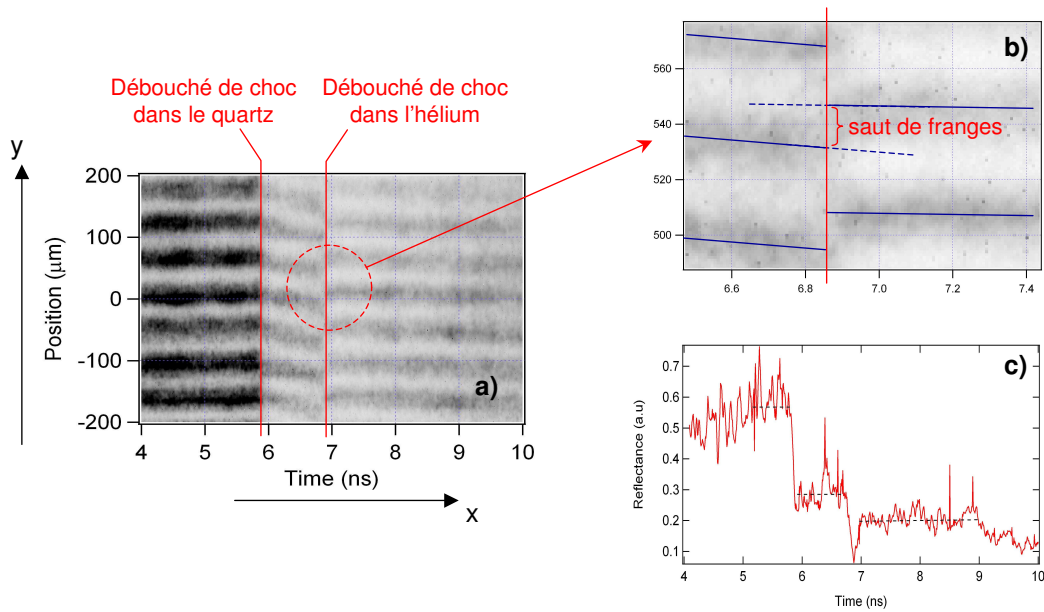 Débouché de choc
dans le quartz
Débouché de choc
dans l'hélium
y
200
100
0
-100
-200
Position (μm)
a)
4
5
6
7
8
9
10
Time (ns)
x
b)
560
540
520
500
saut de franges
6.6
6.8
7.0
7.2
7.4
c)
0.7
0.6
0.5
0.4
0.3
0.2
0.1
Reflectance (a.u)
4
5
6
7
8
9
10
Time (ns)